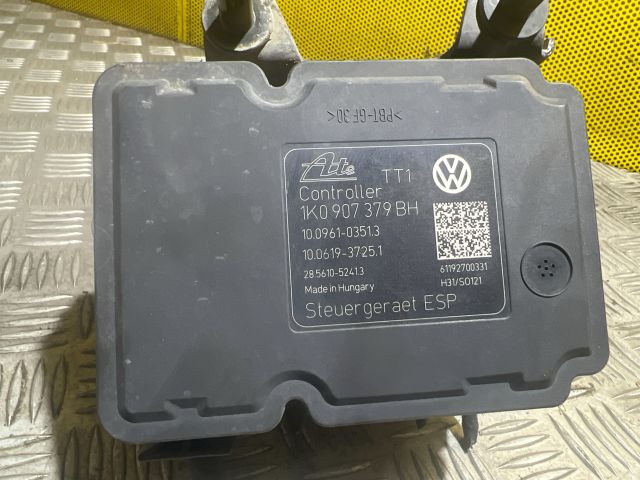 >PBT-GF30<
Ate TT1
Controller
1K0 907 379 BH
10.0961-0351.3
10.0619-3725.1
28.5610-5241.3 61192700331
Made in Hungary H31/SO121
Steuergeraet ESP